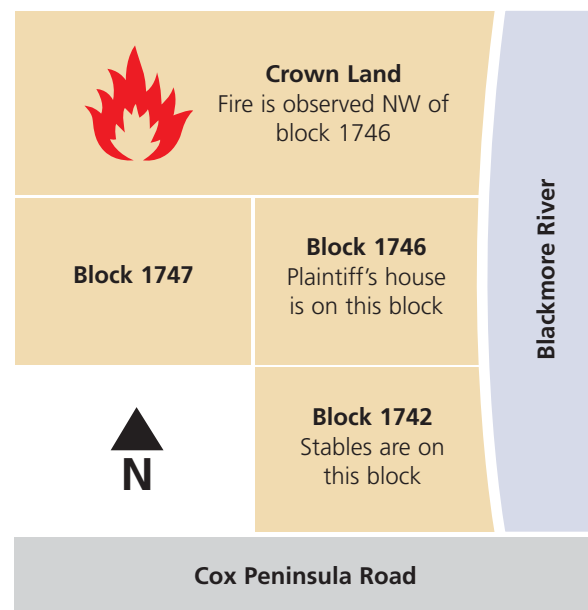 Crown Land
Fire is observed NW of
block 1746
Block 1747
Block 1746
Plaintiff’s house
is on this block
Blackmore River
Block 1742
Stables are on
this block
N
Cox Peninsula Road